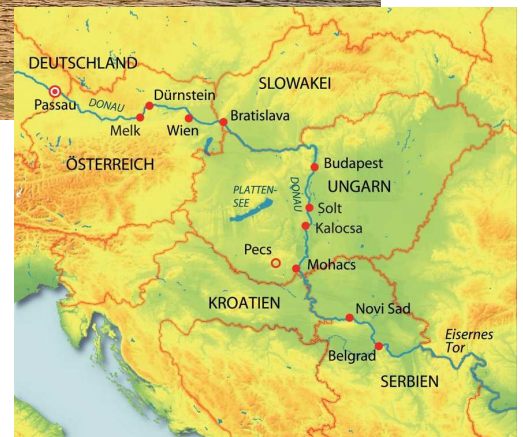 DEUTSCHLAND
SLOWAKEI
Dürnstein
Passau
DONAU
Bratislava
Melk
Wien
ÖSTERREICH
Budapest
PLATTEN-
SEE
DONAU
UNGARN
Solt
Kalocsa
Pecs
Mohacs
KROATIEN
Novi Sad
Eisernes
Tor
Belgrad
SERBIEN